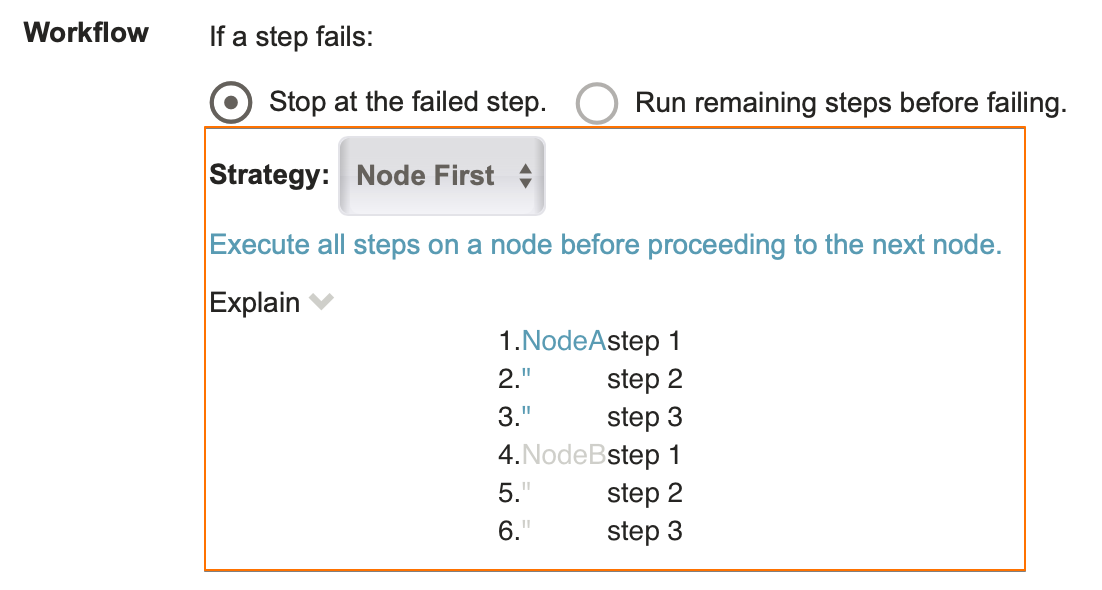 Workflow
If a step fails:
Stop at the failed step. Run remaining steps before failing.
Strategy: Node First
Execute all steps on a node before proceeding to the next node.
Explain
1. NodeA step 1
2. " step 2
3. " step 3
4. NodeB step 1
5. " step 2
6. " step 3